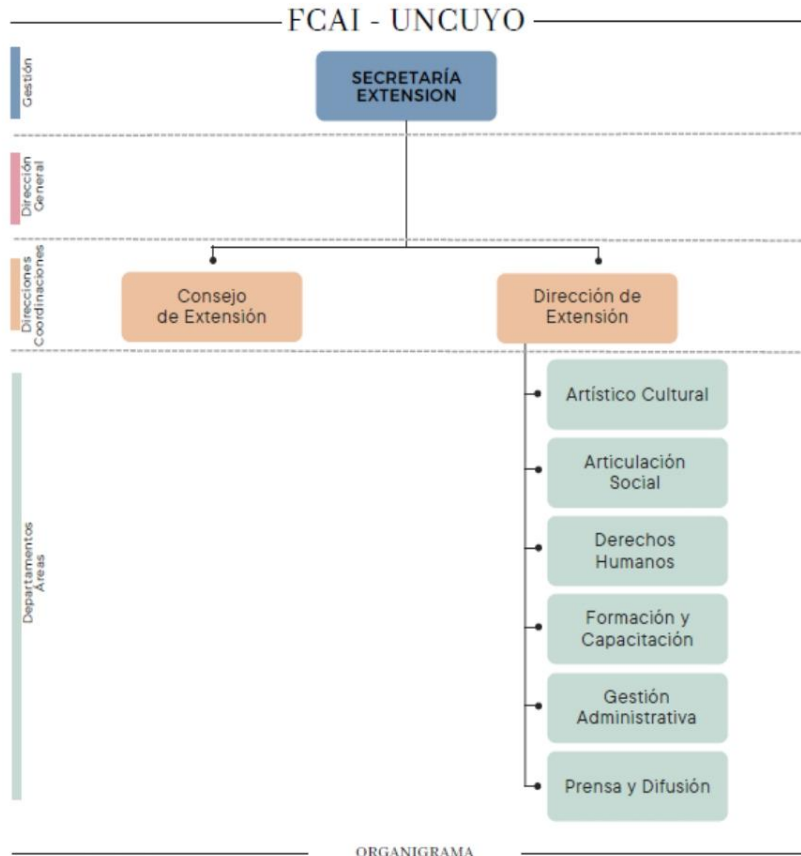 FCAI - UNCUYO
Gestión
SECRETARÍA
EXTENSION
Dirección
General
Direcciones
Coordinaciones
Consejo
de Extensión
Dirección de
Extensión
Departamentos
Áreas
Artístico Cultural
Articulación
Social
Derechos
Humanos
Formación y
Capacitación
Gestión
Administrativa
Prensa y Difusión
ORGANIGRAMA